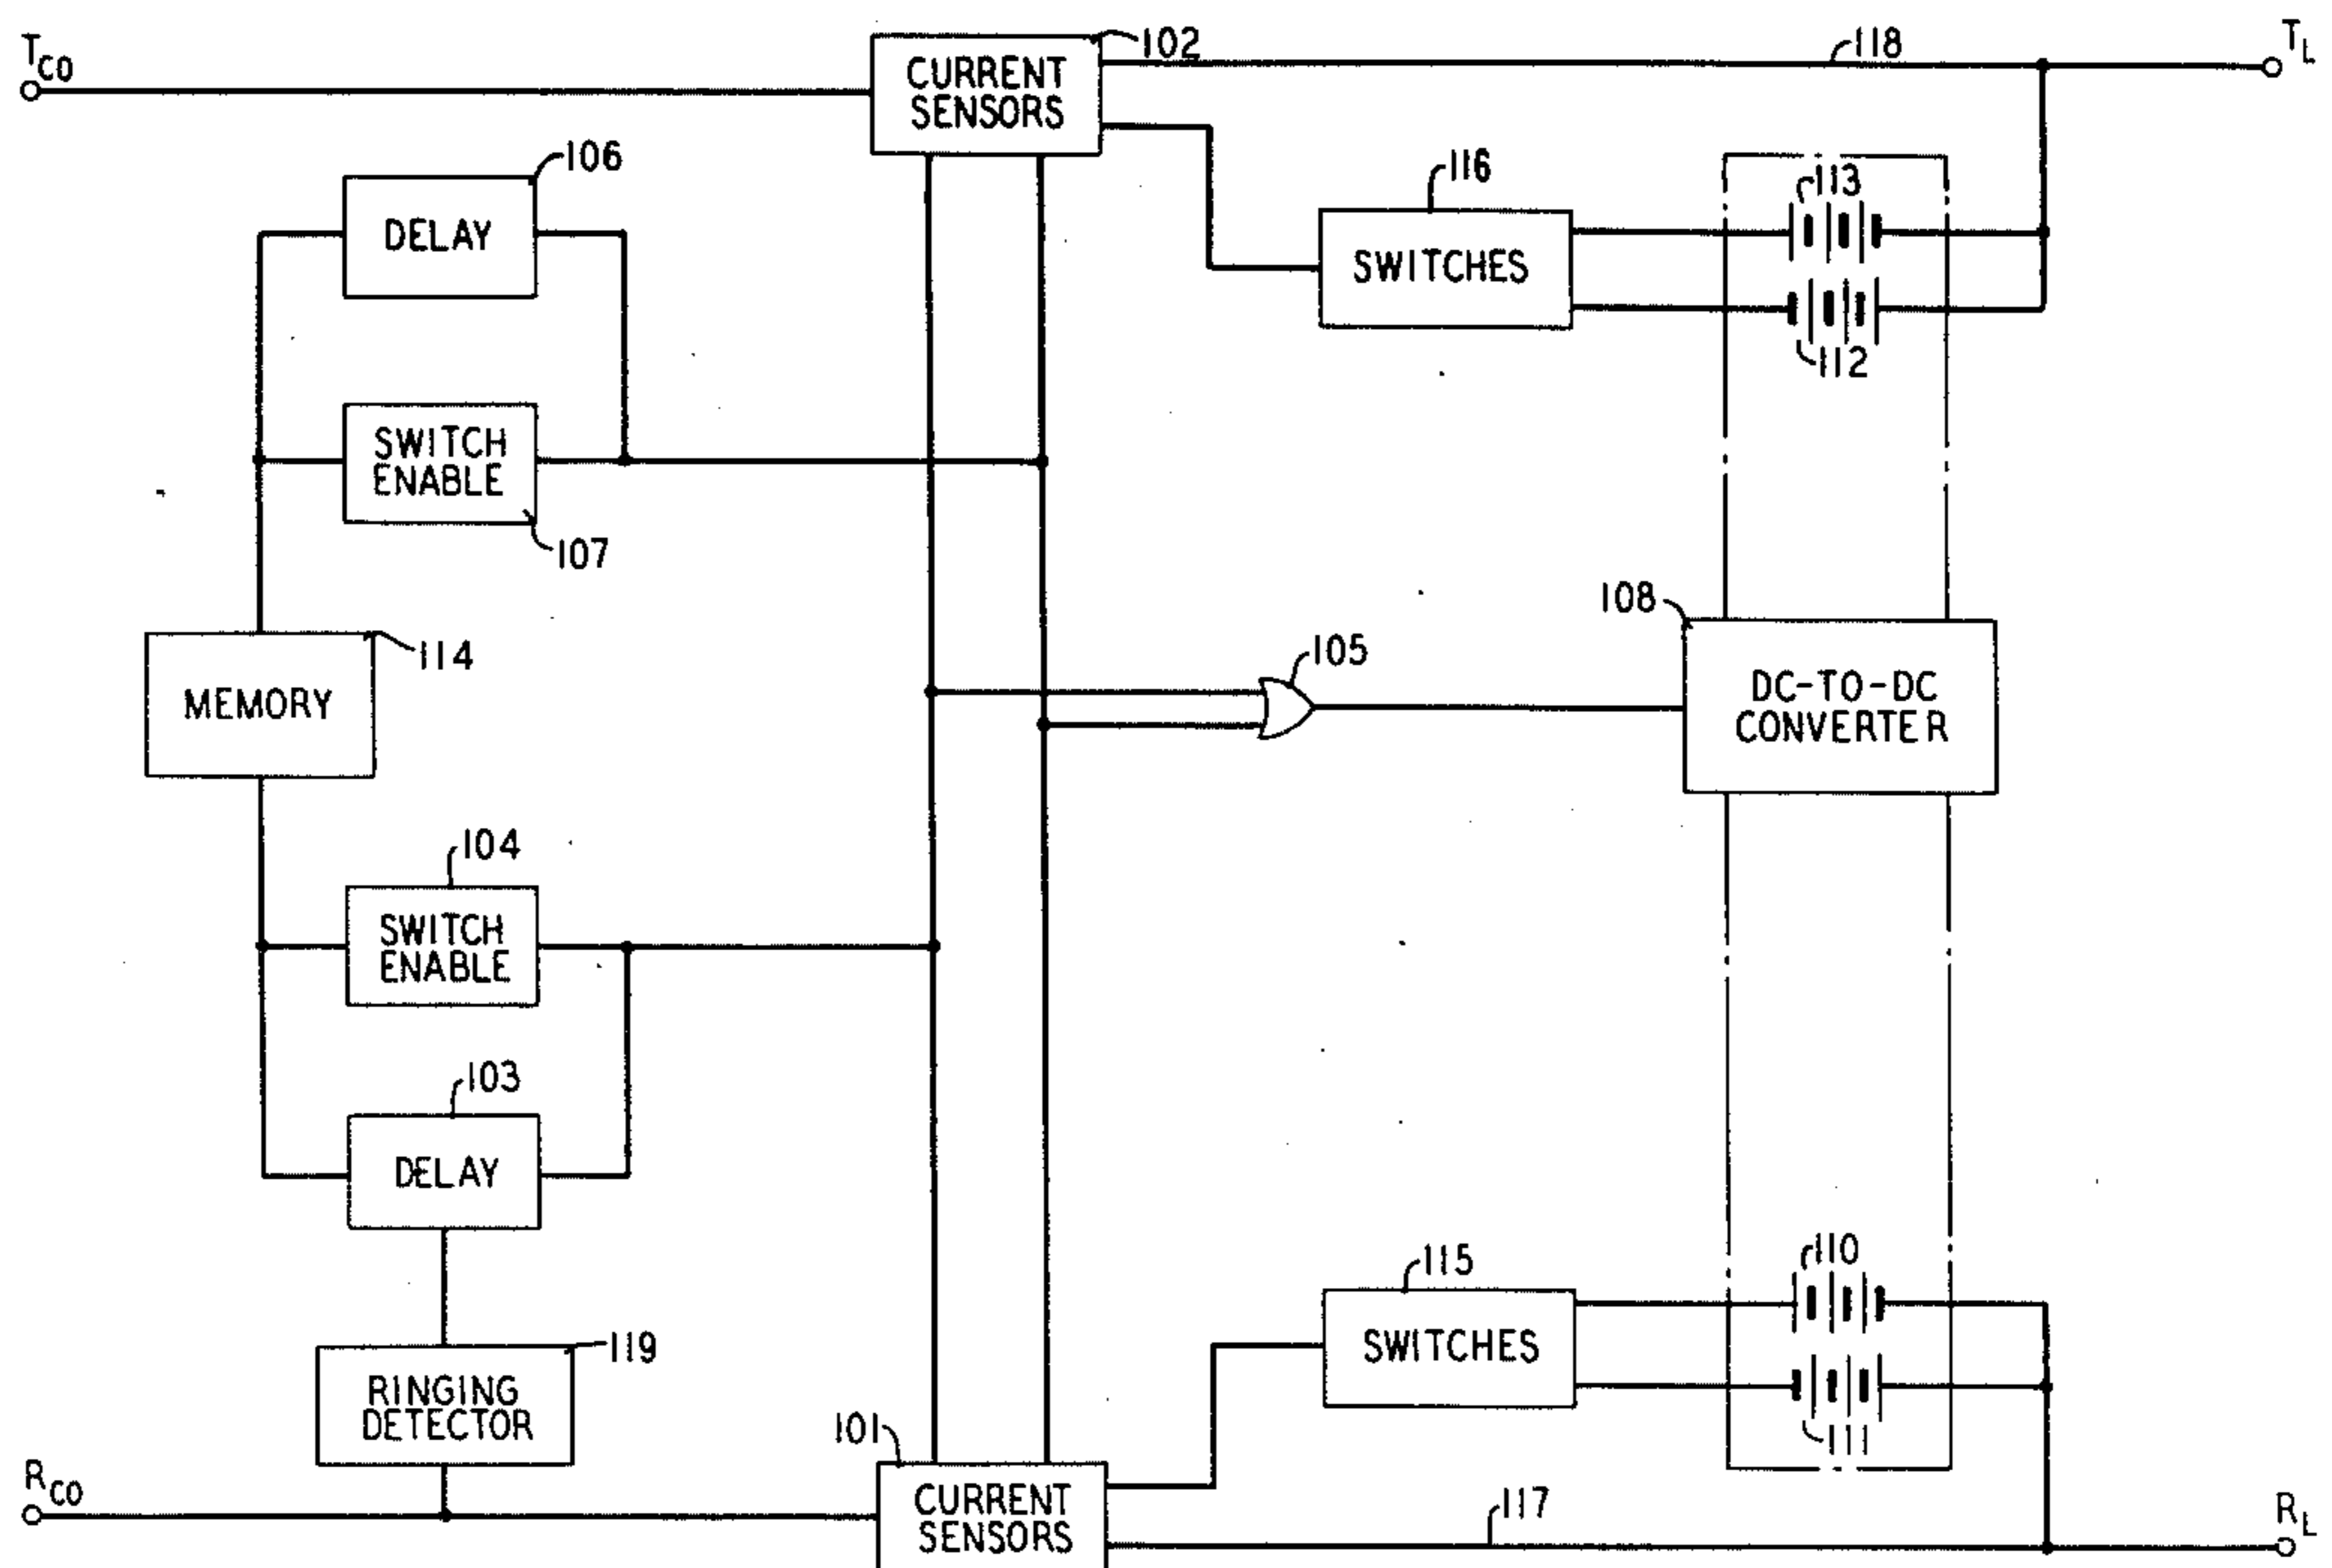 T_CO
102
118
T_L
CURRENT
SENSORS
106
116
113
DELAY
SWITCHES
112
SWITCH
ENABLE
107
108
105
114
MEMORY
DC-TO-DC
CONVERTER
104
SWITCH
ENABLE
103
DELAY
110
115
119
SWITCHES
RINGING
DETECTOR
101
111
R_CO
CURRENT
SENSORS
117
R_L